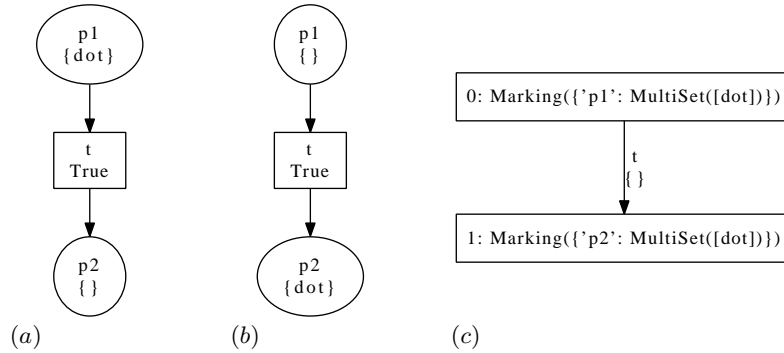 p1
{dot}
t
True
p2
{}
(a)
p1
{}
t
True
p2
{dot}
(b)
0: Marking({'p1': MultiSet([dot])})
t
{}
1: Marking({'p2': MultiSet([dot])})
(c)